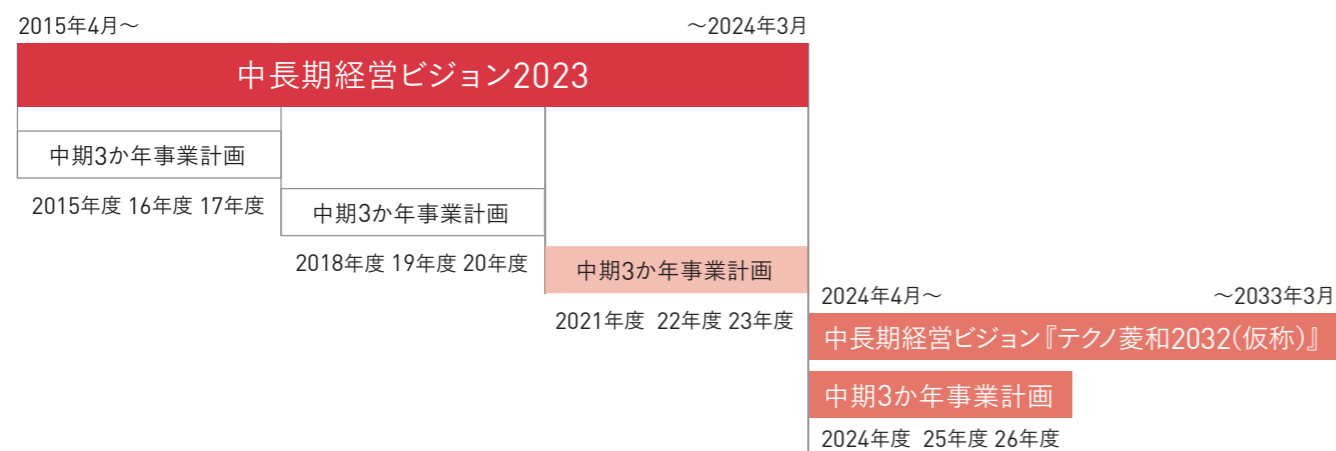 2015年4月～ ～2024年3月
中長期経営ビジョン2023
中期3か年事業計画
2015年度 16年度 17年度
中期3か年事業計画
2018年度 19年度 20年度
中期3か年事業計画
2021年度 22年度 23年度
2024年4月～ ～2033年3月
中長期経営ビジョン『テクノ菱和2032（仮称）』
中期3か年事業計画
2024年度 25年度 26年度